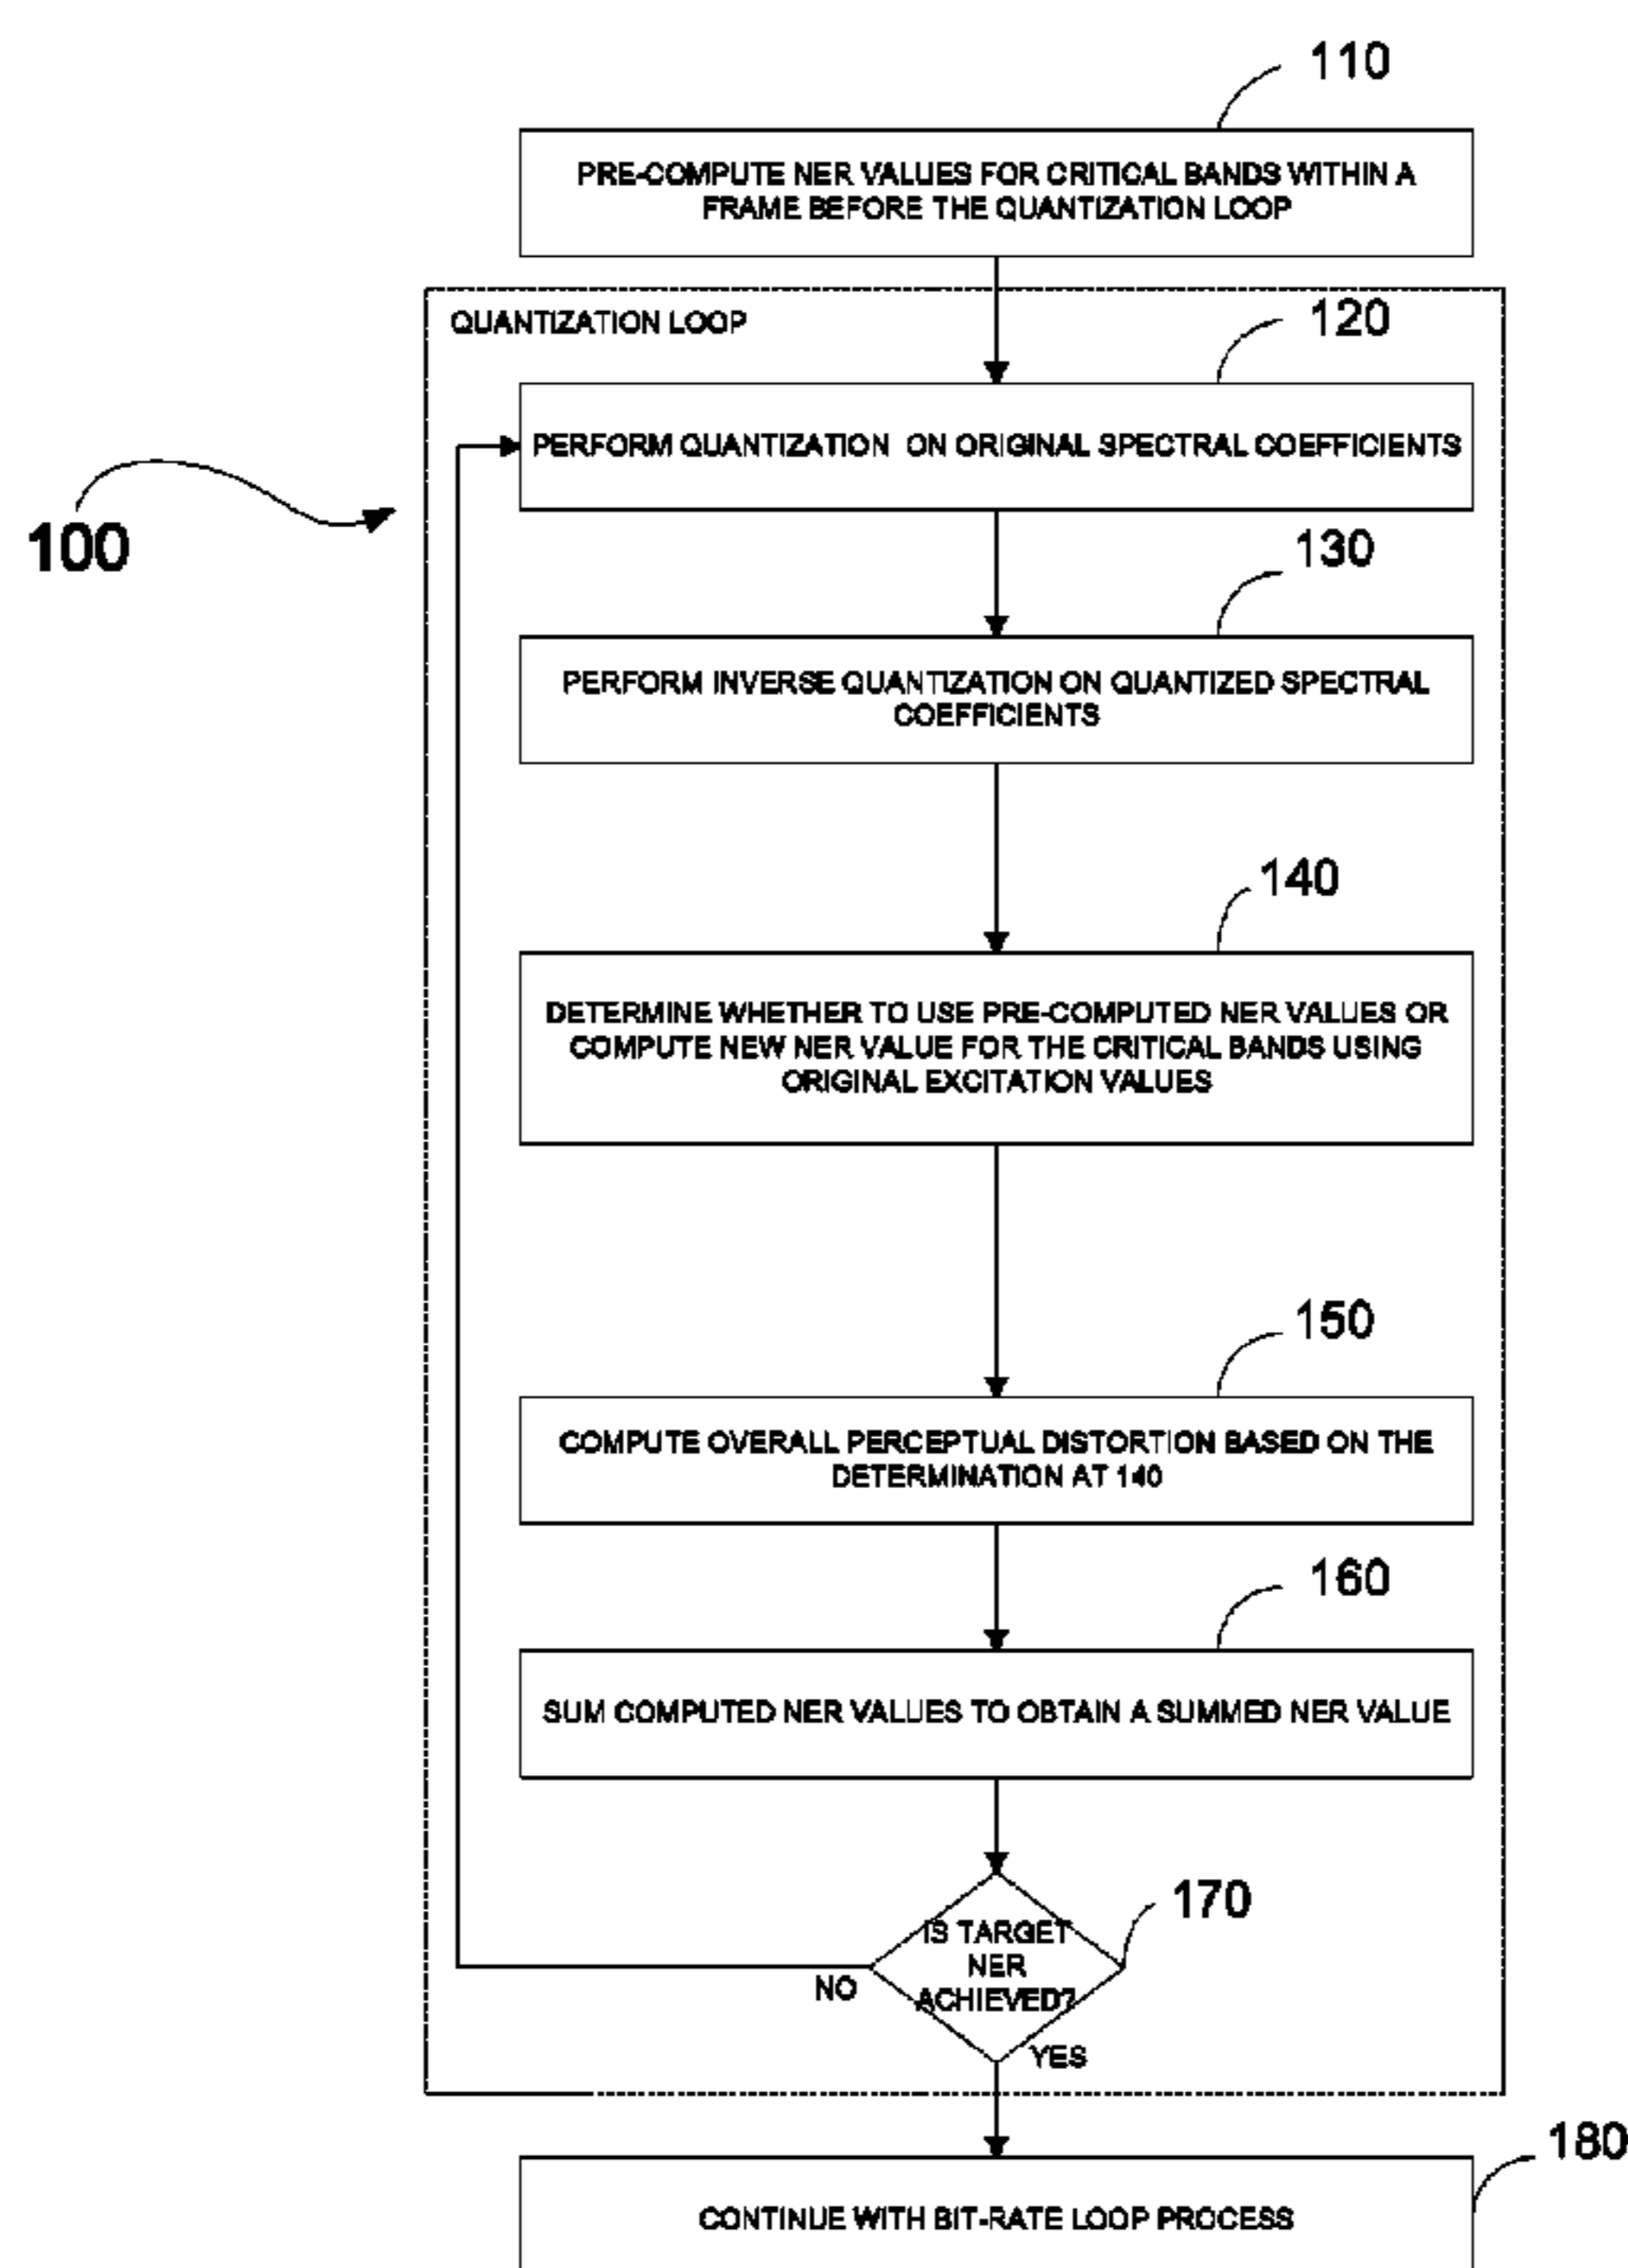 110
PRE-COMPUTE NER VALUES FOR CRITICAL BANDS WITHIN A
FRAME BEFORE THE QUANTIZATION LOOP
QUANTIZATION LOOP
120
PERFORM QUANTIZATION ON ORIGINAL SPECTRAL COEFFICIENTS
100
130
PERFORM INVERSE QUANTIZATION ON QUANTIZED SPECTRAL
COEFFICIENTS
140
DETERMINE WHETHER TO USE PRE-COMPUTED NER VALUES OR
COMPUTE NEW NER VALUE FOR THE CRITICAL BANDS USING
ORIGINAL EXCITATION VALUES
150
COMPUTE OVERALL PERCEPTUAL DISTORTION BASED ON THE
DETERMINATION AT 140
160
SUM COMPUTED NER VALUES TO OBTAIN A SUMMED NER VALUE
170
IS TARGET
NER
ACHIEVED?
NO
YES
180
CONTINUE WITH BIT-RATE LOOP PROCESS